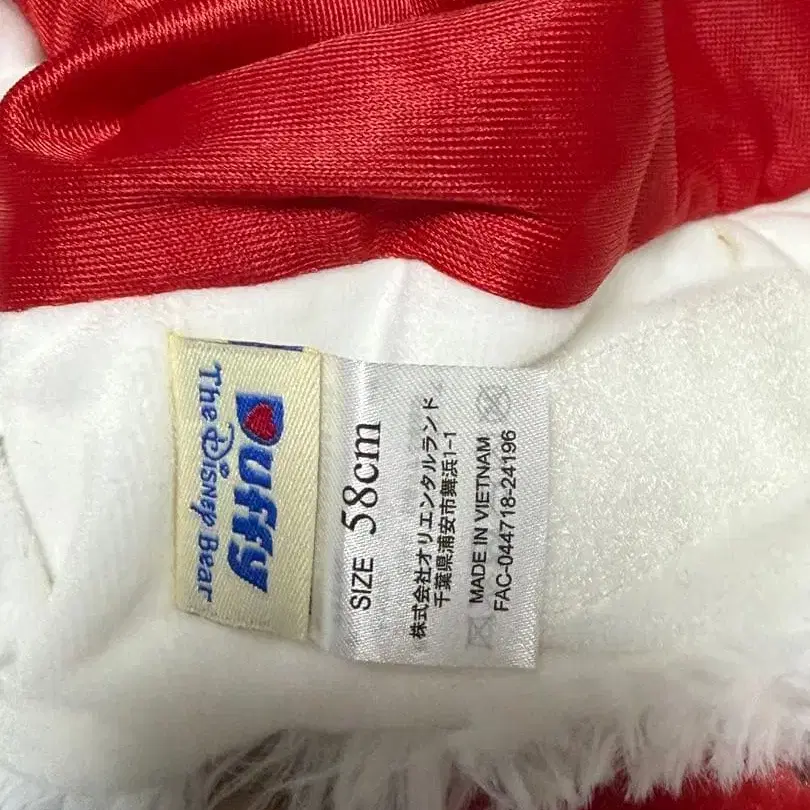 Duffy
The Disney Bear
SIZE 58cm
株式会社オリエンタルランド
千葉県浦安市舞浜1-1
MADE IN VIETNAM
FAC-044718-24196